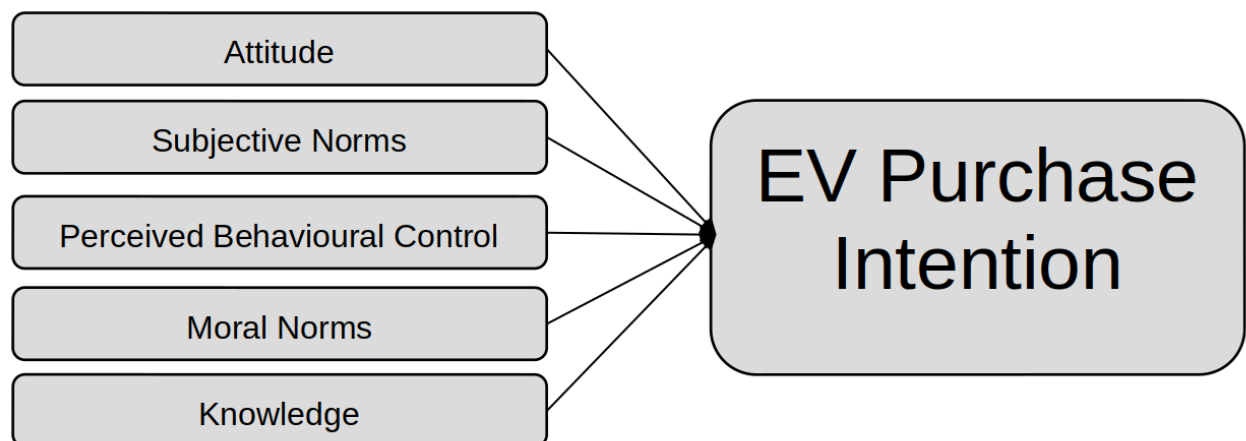 Attitude
Subjective Norms
Perceived Behavioural Control
Moral Norms
Knowledge
EV Purchase
Intention